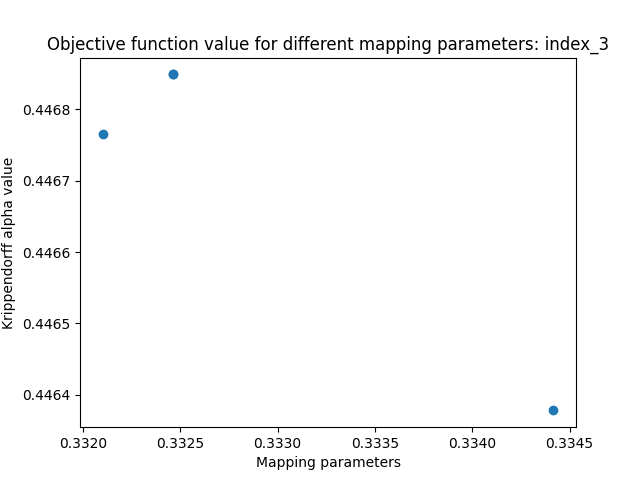 Objective function value for different mapping parameters: index_3
Krippendorff alpha value
0.4468
0.4467
0.4466
0.4465
0.4464
0.3320 0.3325 0.3330 0.3335 0.3340 0.3345
Mapping parameters